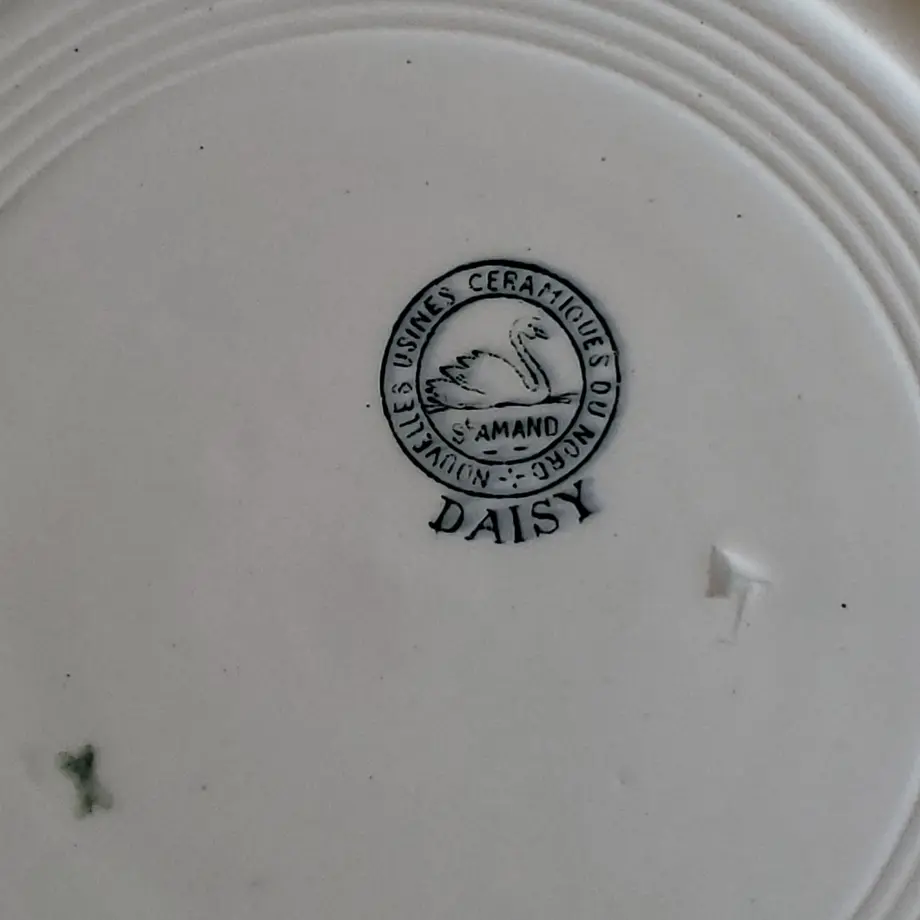 NOUVELLES USINES CERAMIQUES DU NORD
St AMAND
DAISY